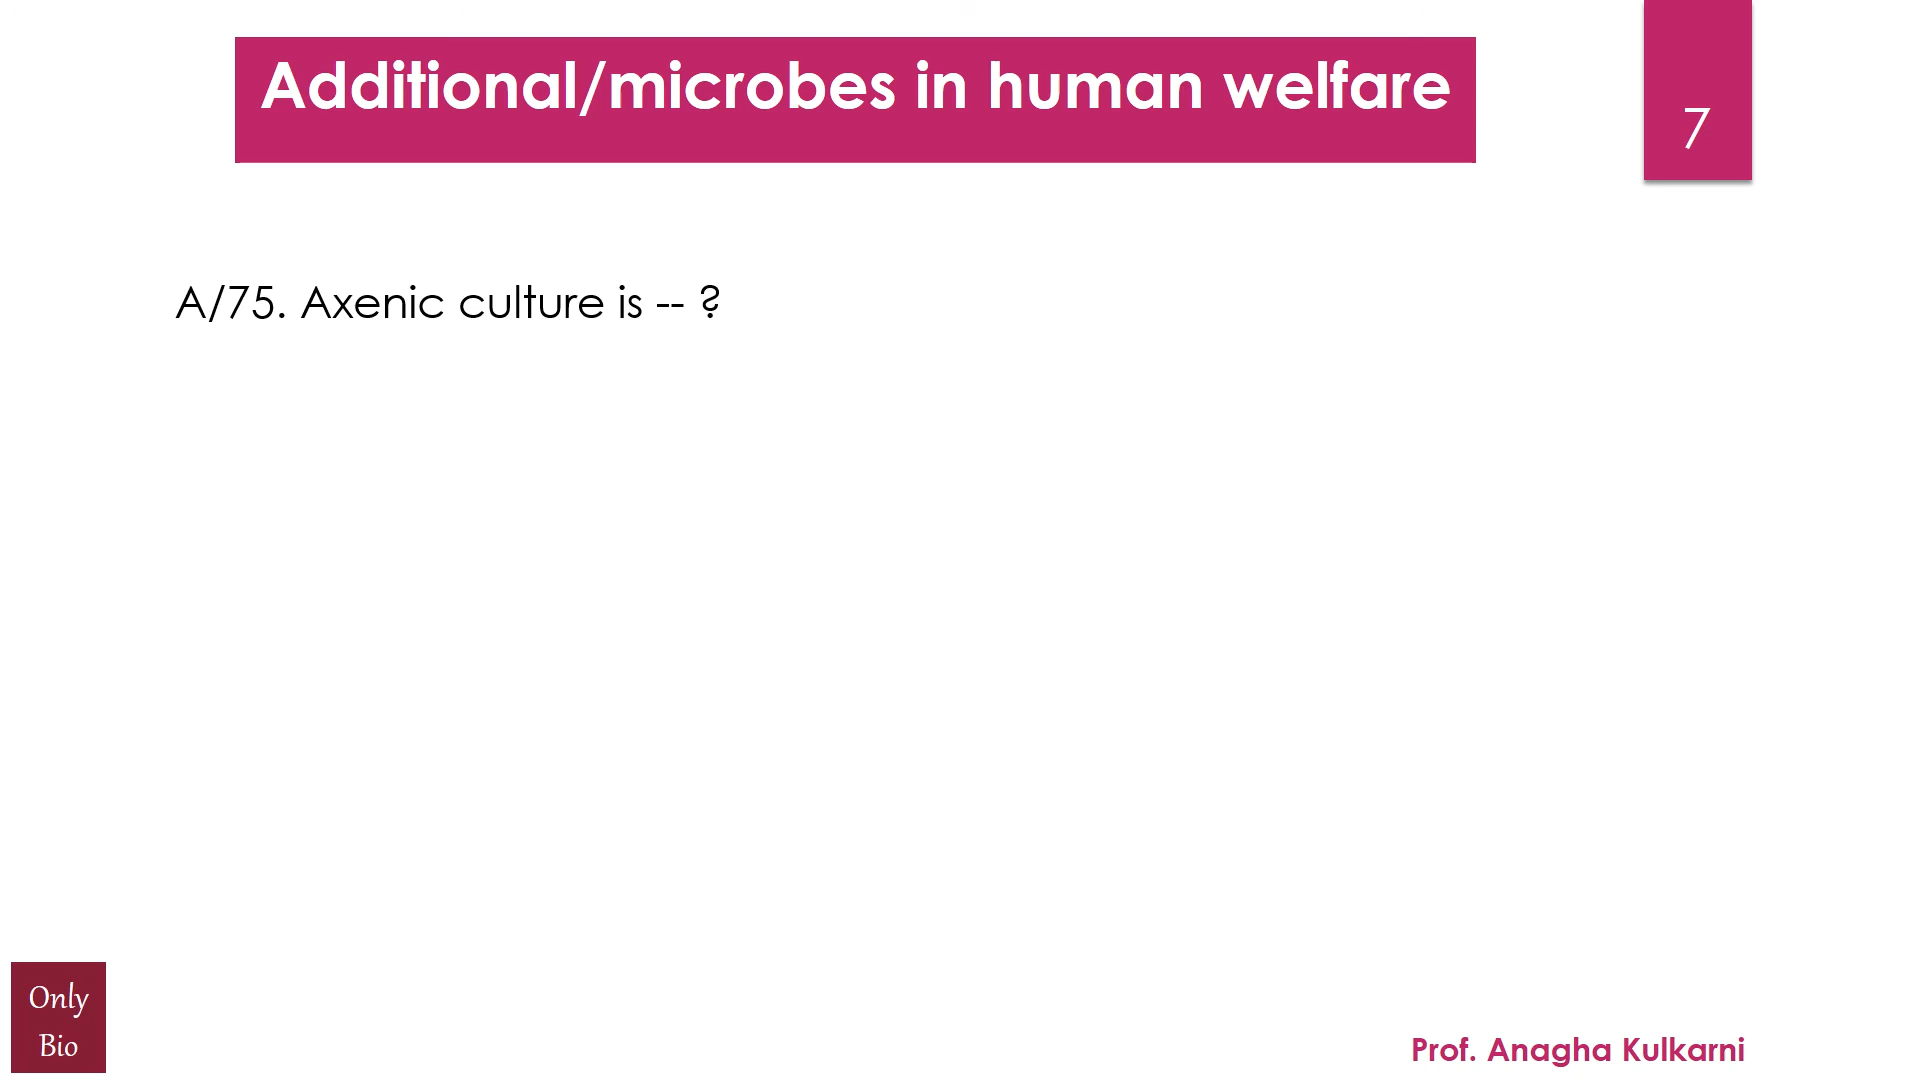 Additional/microbes in human welfare
7
A/75. Axenic culture is -- ?
Only
Bio
Prof. Anagha Kulkarni